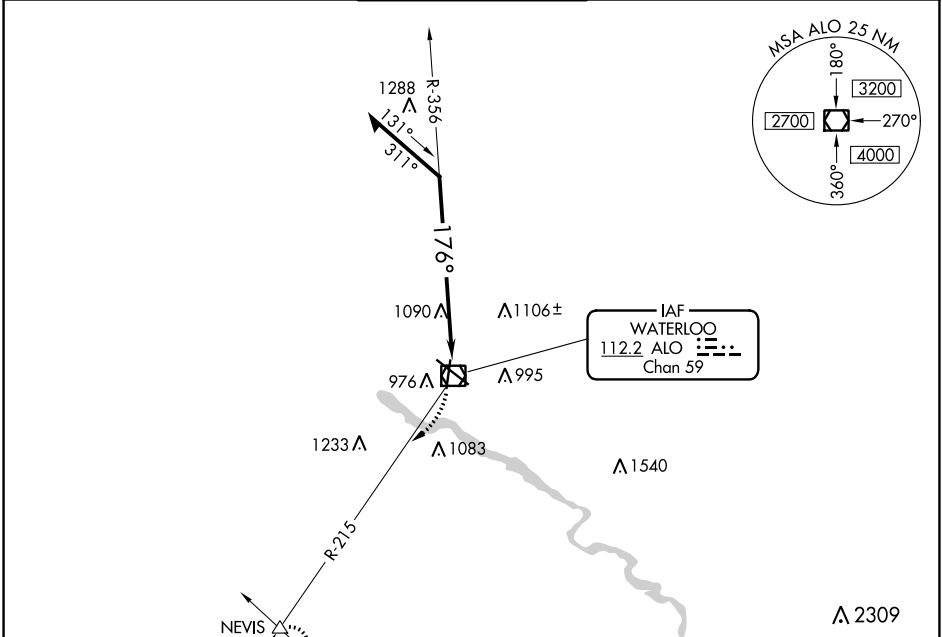 MSA ALO 25 NM
180°
3200
2700
270°
4000
360°
1288
R-356
131°
311°
176°
1090
1106±
IAF
WATERLOO
112.2 ALO
Chan 59
976
995
1233
1083
1540
R-215
NEVIS
2309